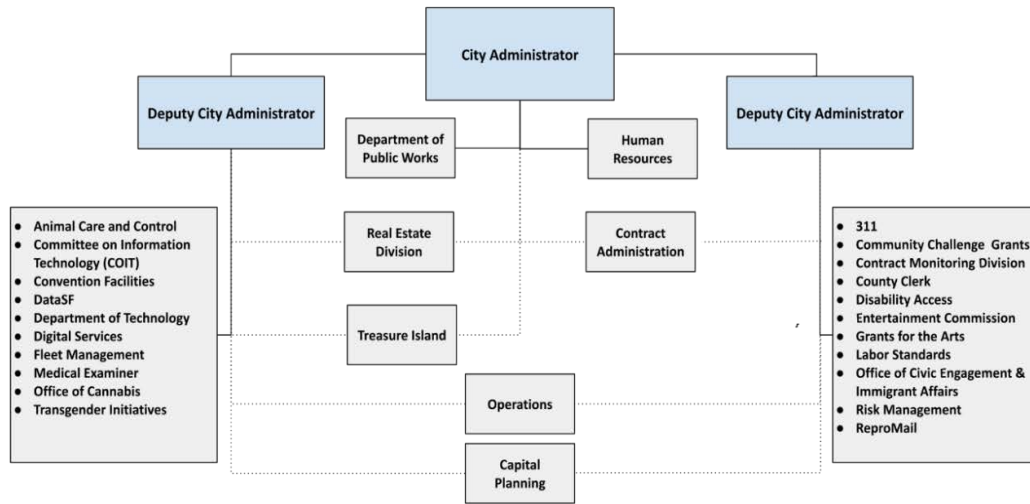 City Administrator
Deputy City Administrator
Deputy City Administrator
Department of
Public Works
Human
Resources
● Animal Care and Control
● Committee on Information
Technology (COIT)
● Convention Facilities
● DataSF
● Department of Technology
● Digital Services
● Fleet Management
● Medical Examiner
● Office of Cannabis
● Transgender Initiatives
Real Estate
Division
Contract
Administration
Treasure Island
● 311
● Community Challenge Grants
● Contract Monitoring Division
● County Clerk
● Disability Access
● Entertainment Commission
● Grants for the Arts
● Labor Standards
● Office of Civic Engagement &
Immigrant Affairs
● Risk Management
● ReproMail
Operations
Capital
Planning